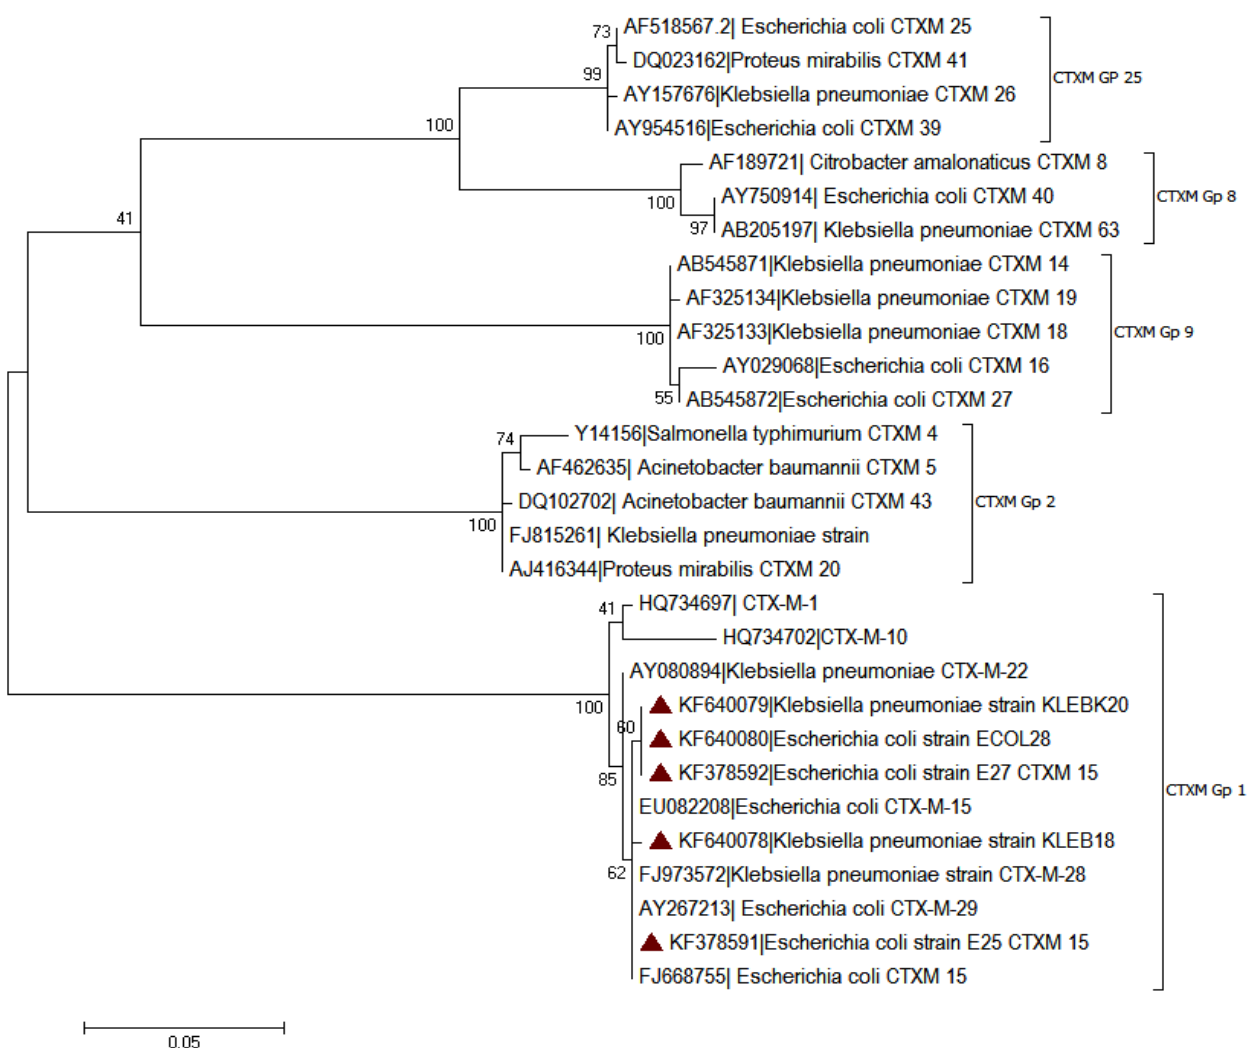 AF518567.2| Escherichia coli CTXM 25
73
DQ023162|Proteus mirabilis CTXM 41
99
CTXM GP 25
AY157676|Klebsiella pneumoniae CTXM 26
100
AY954516|Escherichia coli CTXM 39
AF189721| Citrobacter amalonaticus CTXM 8
100
AY750914| Escherichia coli CTXM 40
CTXM Gp 8
41
97
AB205197| Klebsiella pneumoniae CTXM 63
AB545871|Klebsiella pneumoniae CTXM 14
AF325134|Klebsiella pneumoniae CTXM 19
100
AF325133|Klebsiella pneumoniae CTXM 18
CTXM Gp 9
AY029068|Escherichia coli CTXM 16
55
AB545872|Escherichia coli CTXM 27
74
Y14156|Salmonella typhimurium CTXM 4
AF462635| Acinetobacter baumannii CTXM 5
DQ102702| Acinetobacter baumannii CTXM 43
CTXM Gp 2
100
FJ815261| Klebsiella pneumoniae strain
AJ416344|Proteus mirabilis CTXM 20
41
HQ734697| CTX-M-1
HQ734702|CTX-M-10
AY080894|Klebsiella pneumoniae CTX-M-22
100
KF640079|Klebsiella pneumoniae strain KLEBK20
60
KF640080|Escherichia coli strain ECOL28
85
KF378592|Escherichia coli strain E27 CTXM 15
CTXM Gp 1
EU082208|Escherichia coli CTX-M-15
KF640078|Klebsiella pneumoniae strain KLEB18
62
FJ973572|Klebsiella pneumoniae strain CTX-M-28
AY267213| Escherichia coli CTX-M-29
KF378591|Escherichia coli strain E25 CTXM 15
FJ668755| Escherichia coli CTXM 15
0.05